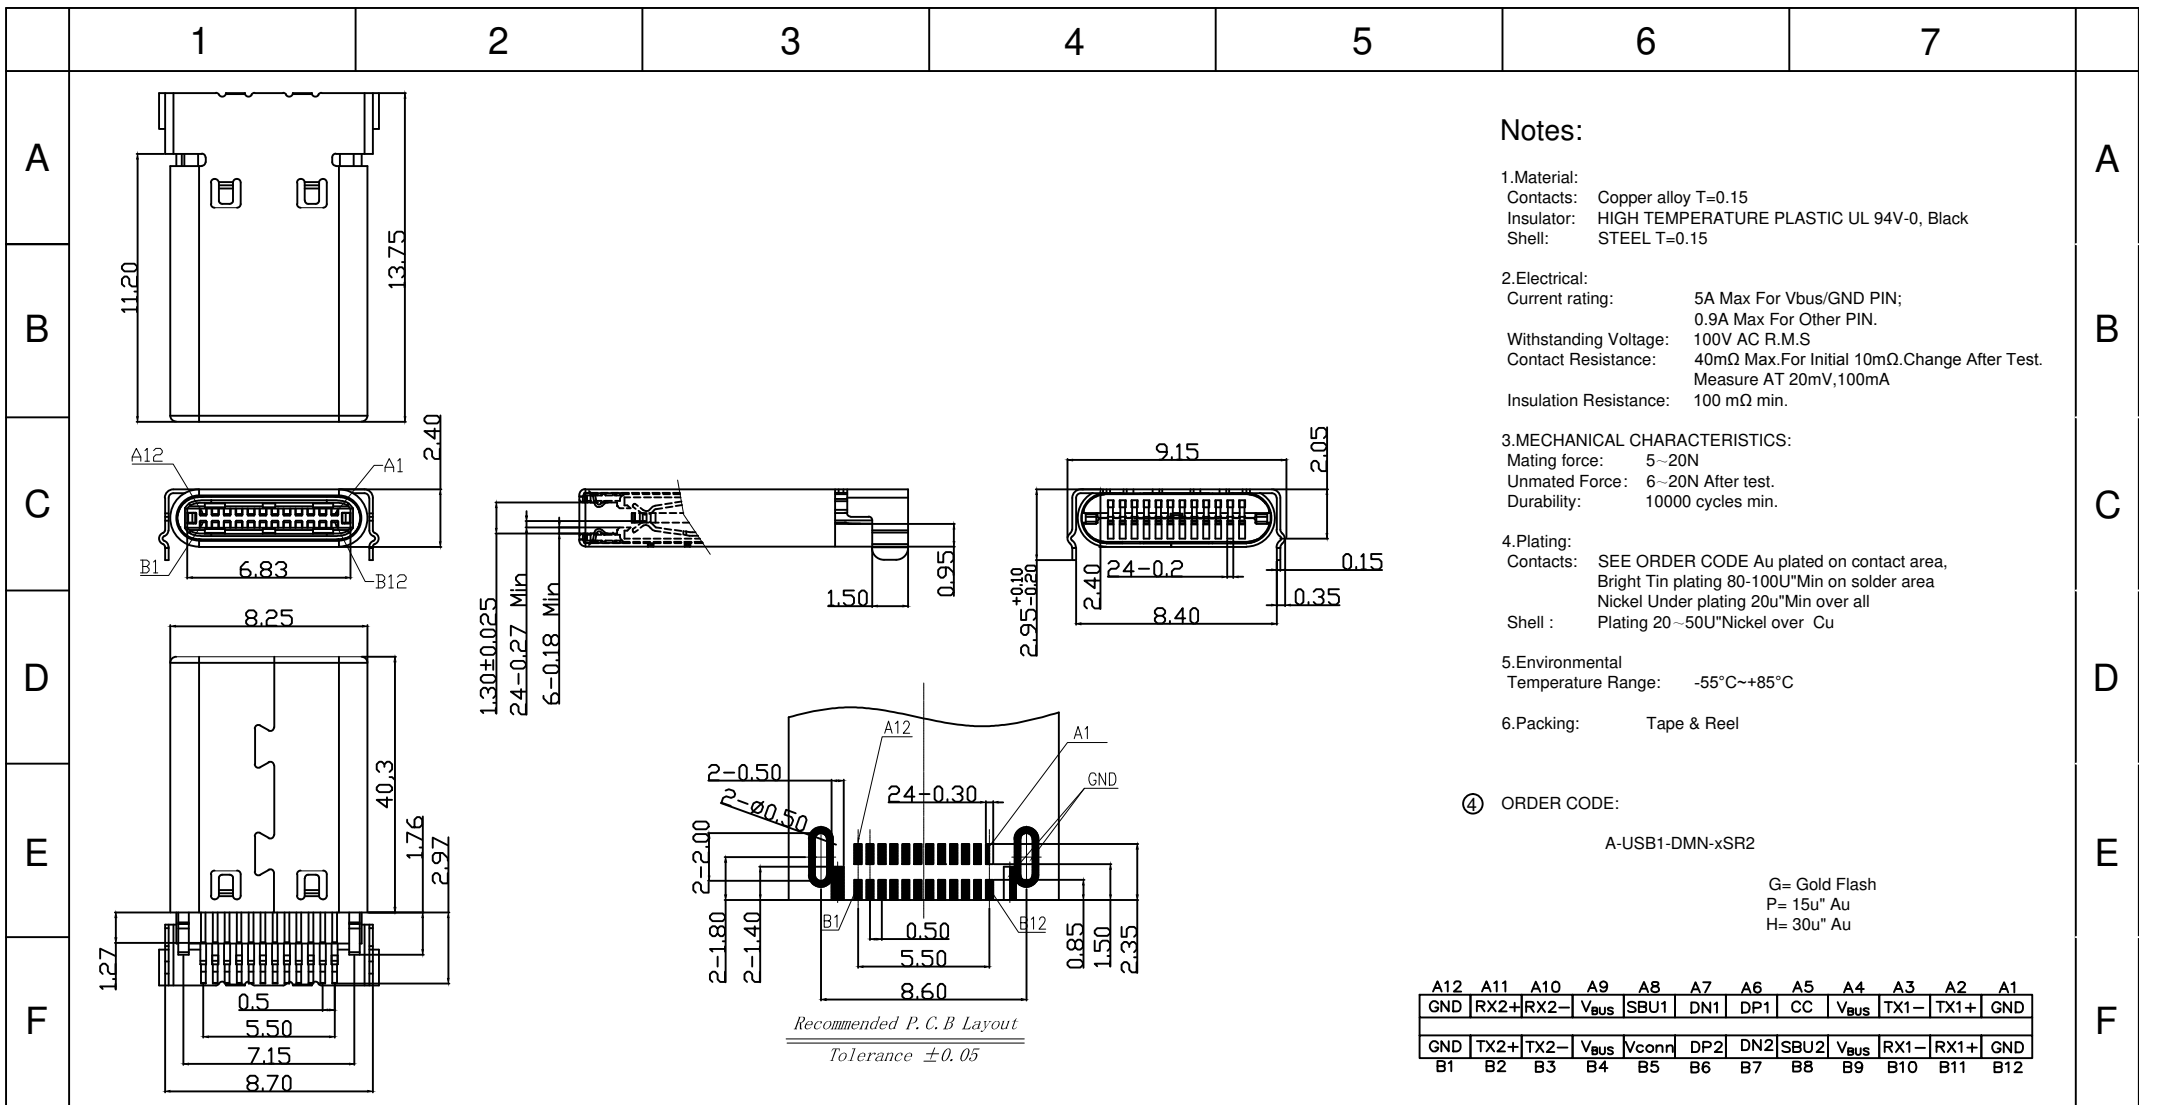 1 2 3 4 5 6 7
A A
B B
C C
D D
E E
F F
11.20
13.75
2.40
A12
A1
B1
B12
6.83
8.25
40.3
1.76
2.97
1.27
0.5
5.50
7.15
8.70
1.30±0.025
24-0.27 Min
6-0.18 Min
1.50
0.95
9.15
2.05
2.95+0.10-0.20
2.40
24-0.2
0.15
0.35
8.40
A12
A1
GND
2-0.50
2-ø0.50
24-0.30
2-2.00
2-1.80
2-1.40
B1
B12
0.50
5.50
8.60
0.85
1.50
2.35
Recommended P.C.B Layout
Tolerance ±0.05
Notes:
1.Material:
Contacts: Copper alloy T=0.15
Insulator: HIGH TEMPERATURE PLASTIC UL 94V-0, Black
Shell: STEEL T=0.15
2.Electrical:
Current rating: 5A Max For Vbus/GND PIN;
0.9A Max For Other PIN.
Withstanding Voltage: 100V AC R.M.S
Contact Resistance: 40mΩ Max.For Initial 10mΩ.Change After Test.
Measure AT 20mV,100mA
Insulation Resistance: 100 mΩ min.
3.MECHANICAL CHARACTERISTICS:
Mating force: 5~20N
Unmated Force: 6~20N After test.
Durability: 10000 cycles min.
4.Plating:
Contacts: SEE ORDER CODE Au plated on contact area,
Bright Tin plating 80-100U"Min on solder area
Nickel Under plating 20u"Min over all
Shell : Plating 20~50U"Nickel over Cu
5.Environmental
Temperature Range: -55°C~+85°C
6.Packing: Tape & Reel
④ ORDER CODE:
A-USB1-DMN-xSR2
G= Gold Flash
P= 15u" Au
H= 30u" Au
A12 A11 A10 A9 A8 A7 A6 A5 A4 A3 A2 A1
GND RX2+ RX2- VBUS SBU1 DN1 DP1 CC VBUS TX1- TX1+ GND
GND TX2+ TX2- VBUS Vconn DP2 DN2 SBU2 VBUS RX1- RX1+ GND
B1 B2 B3 B4 B5 B6 B7 B8 B9 B10 B11 B12